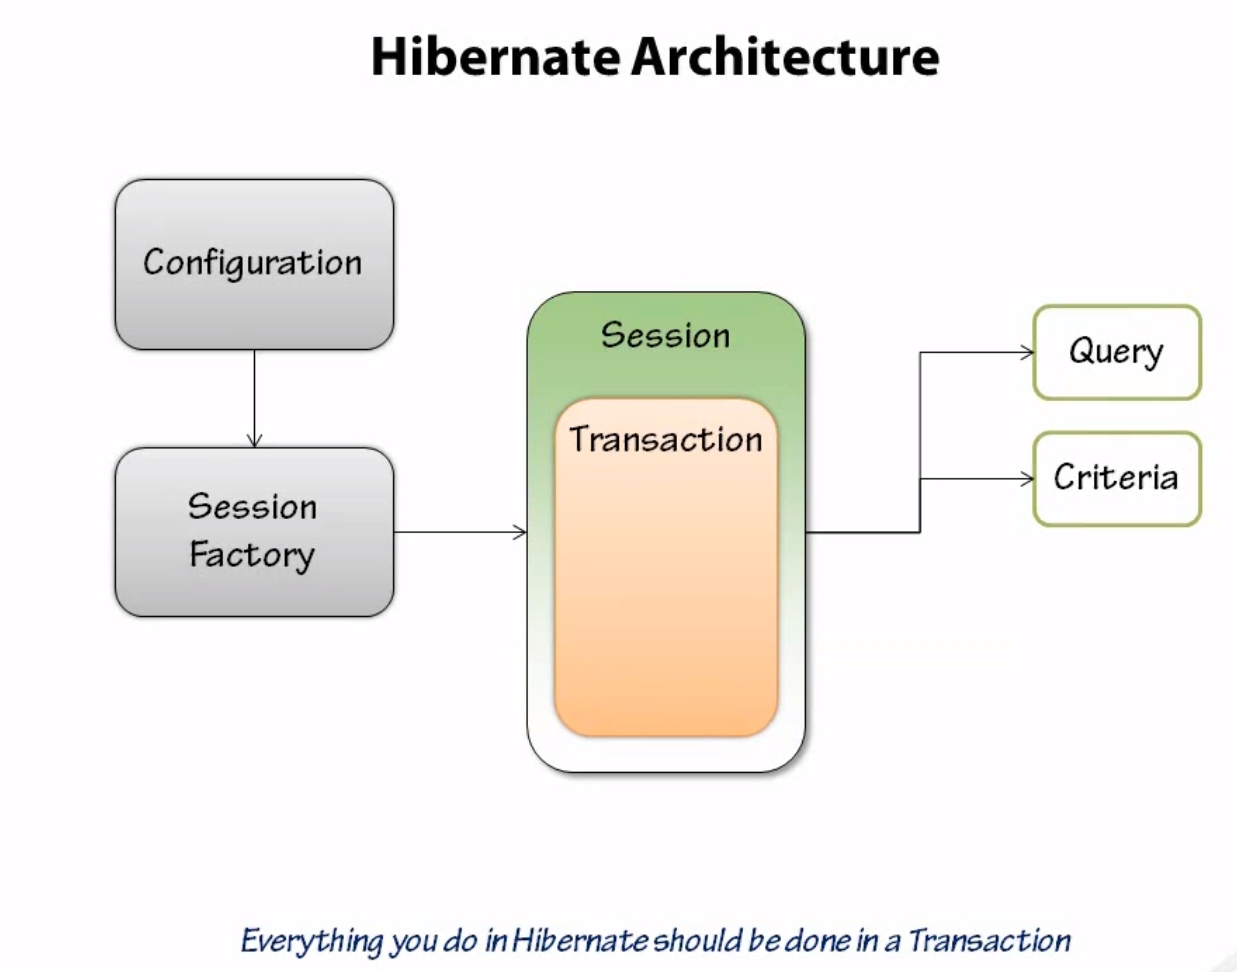 Hibernate Architecture
Configuration
Session
Factory
Session
Transaction
Query
Criteria
Everything you do in Hibernate should be done in a Transaction